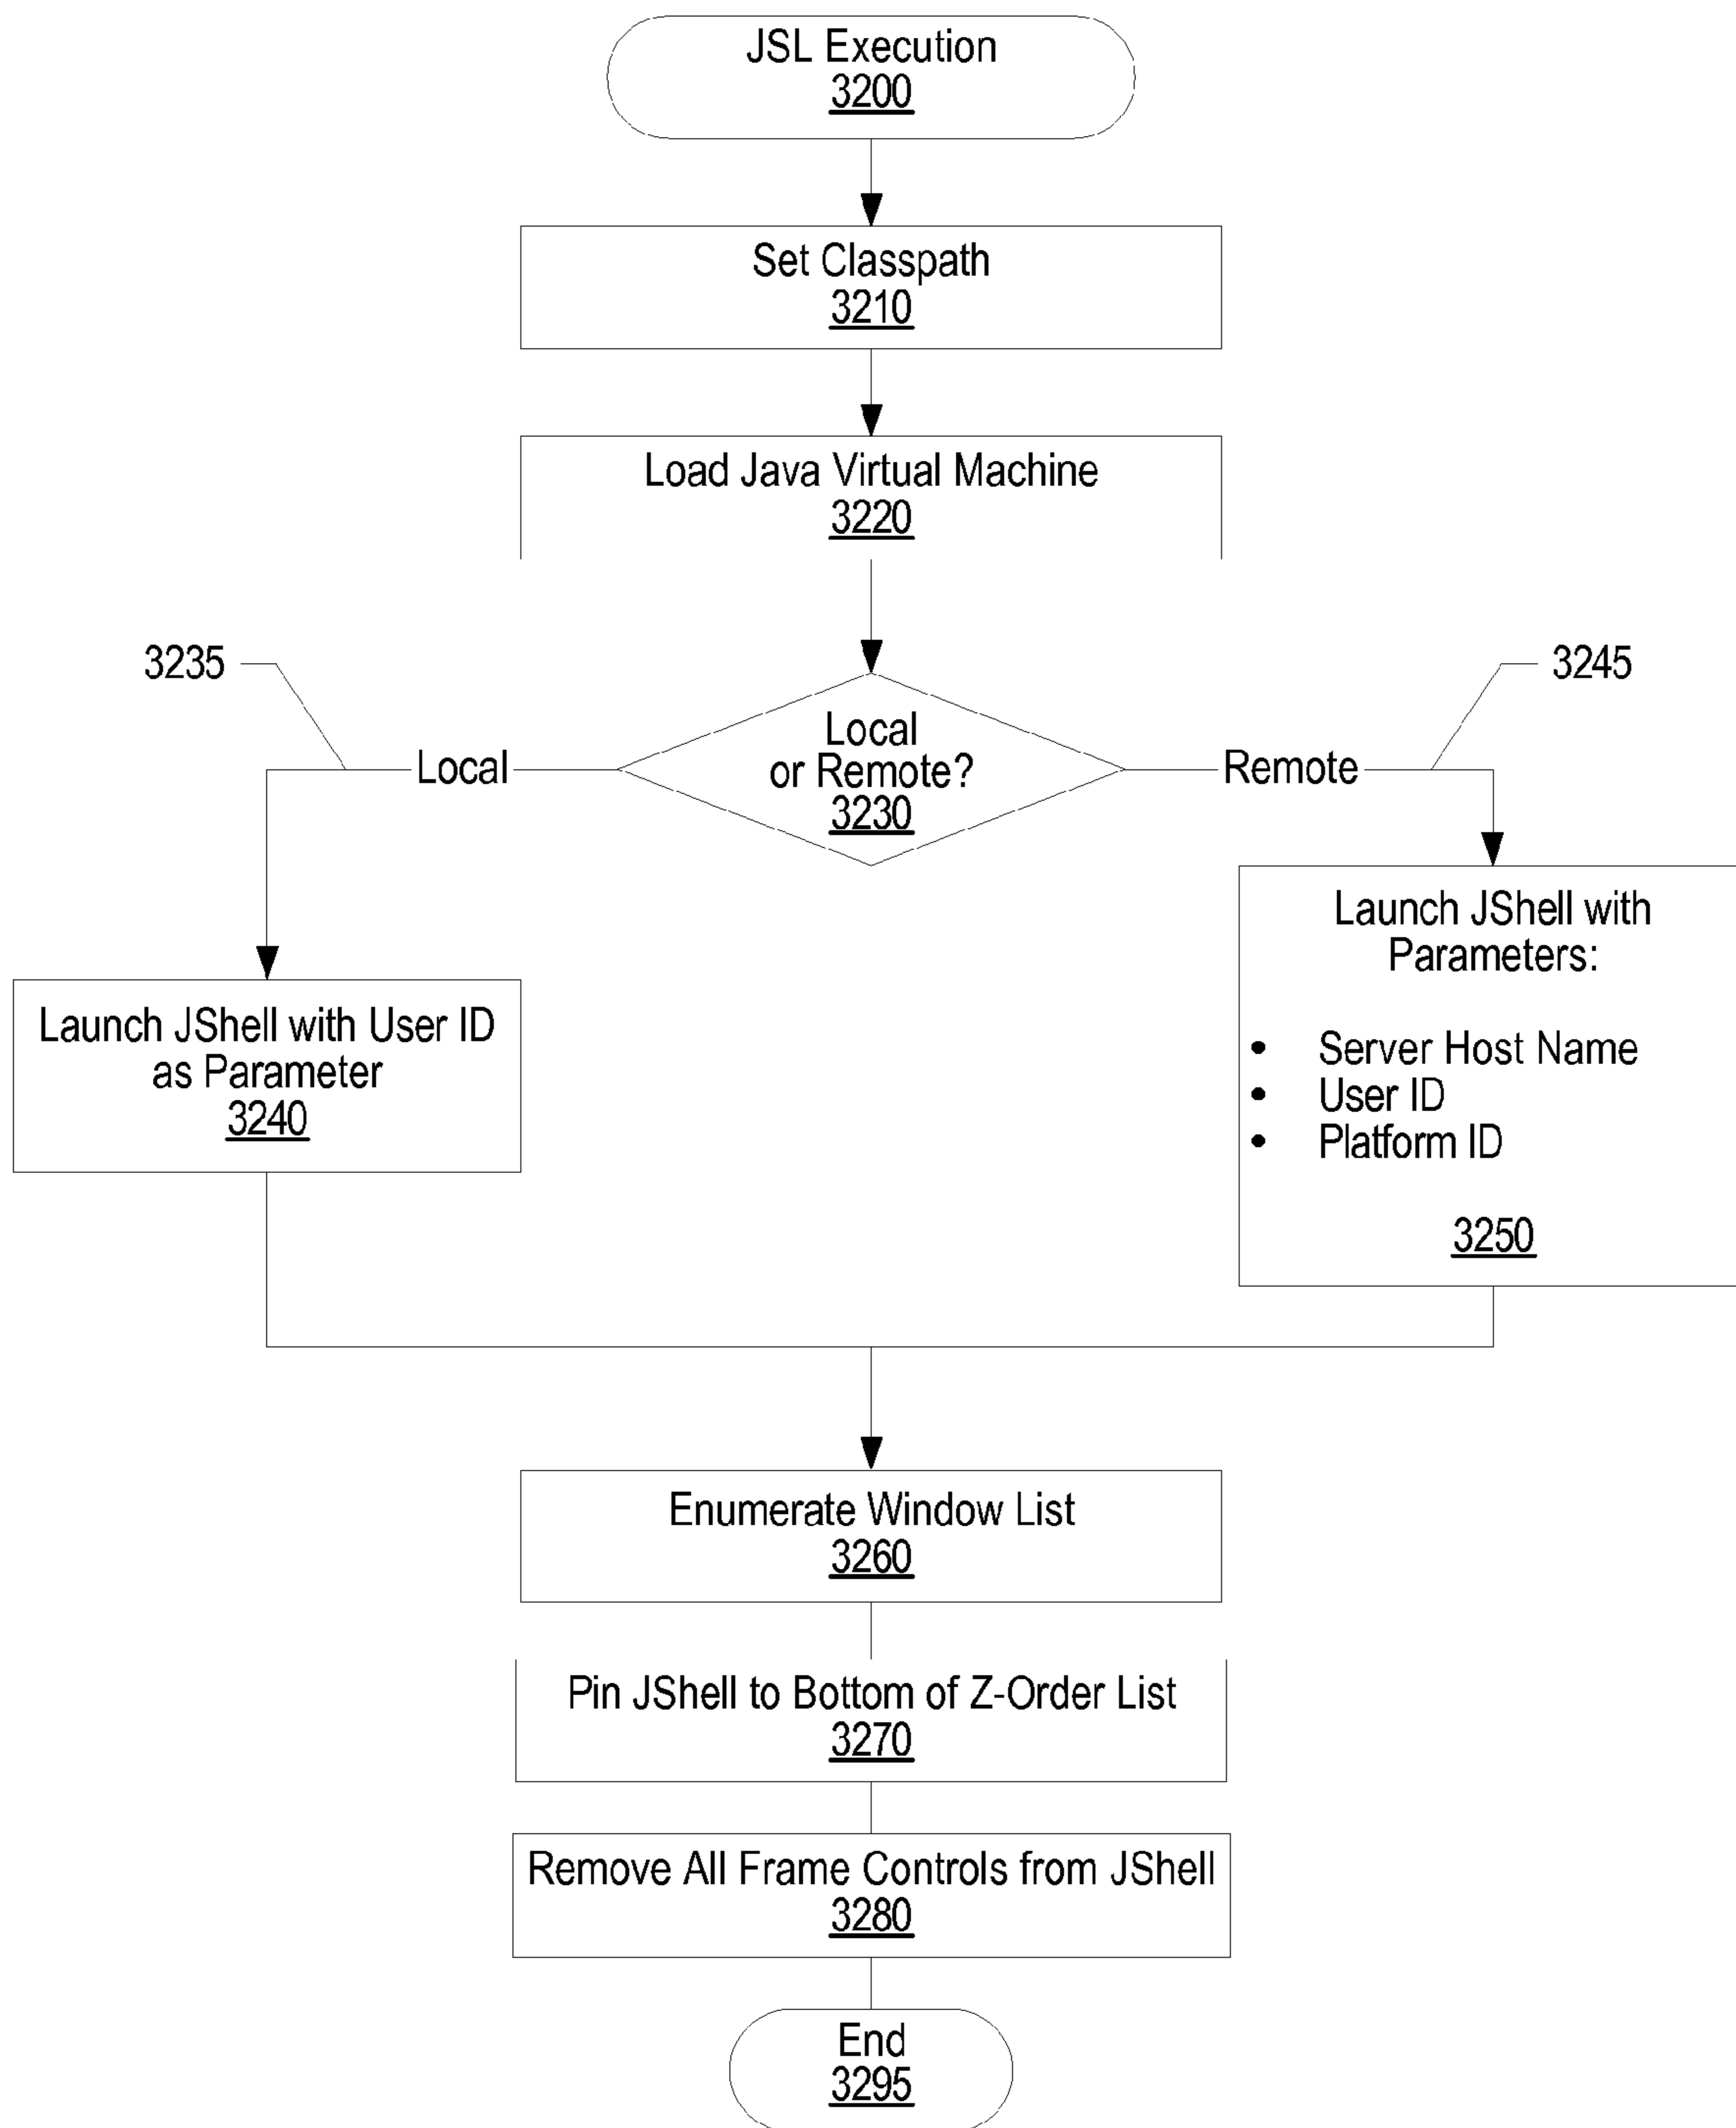 JSL Execution
3200
Set Classpath
3210
Load Java Virtual Machine
3220
3235
3245
Local
or Remote?
3230
Local
Remote
Launch JShell with User ID
as Parameter
3240
Launch JShell with
Parameters:
• Server Host Name
• User ID
• Platform ID
3250
Enumerate Window List
3260
Pin JShell to Bottom of Z-Order List
3270
Remove All Frame Controls from JShell
3280
End
3295